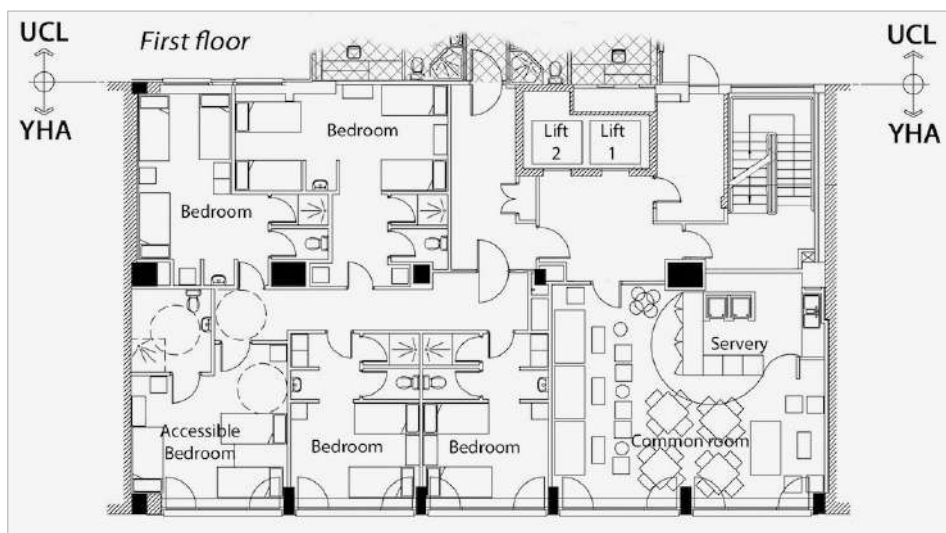 UCL
YHA
First floor
UCL
YHA
Bedroom
Lift
2
Lift
1
Bedroom
Servery
Accessible
Bedroom
Bedroom
Bedroom
Common room